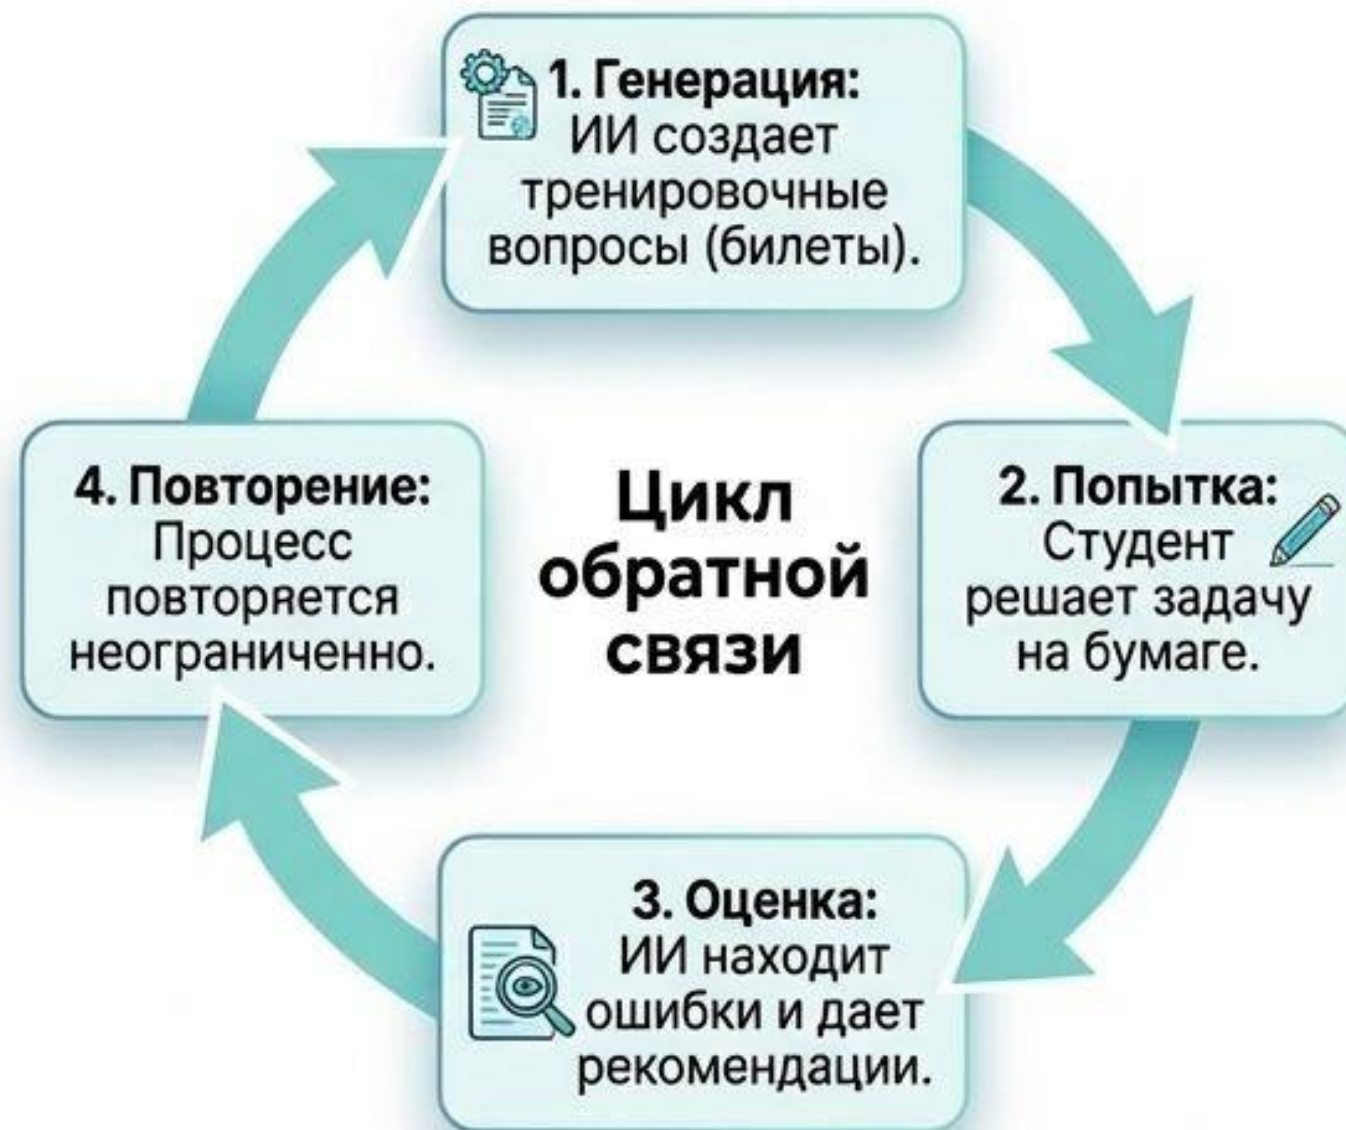 1. Генерация:
ИИ создает
тренировочные
вопросы (билеты).
2. Попытка:
Студент
решает задачу
на бумаге.
3. Оценка:
ИИ находит
ошибки и дает
рекомендации.
4. Повторение:
Процесс
повторяется
неограниченно.
Цикл
обратной
связи